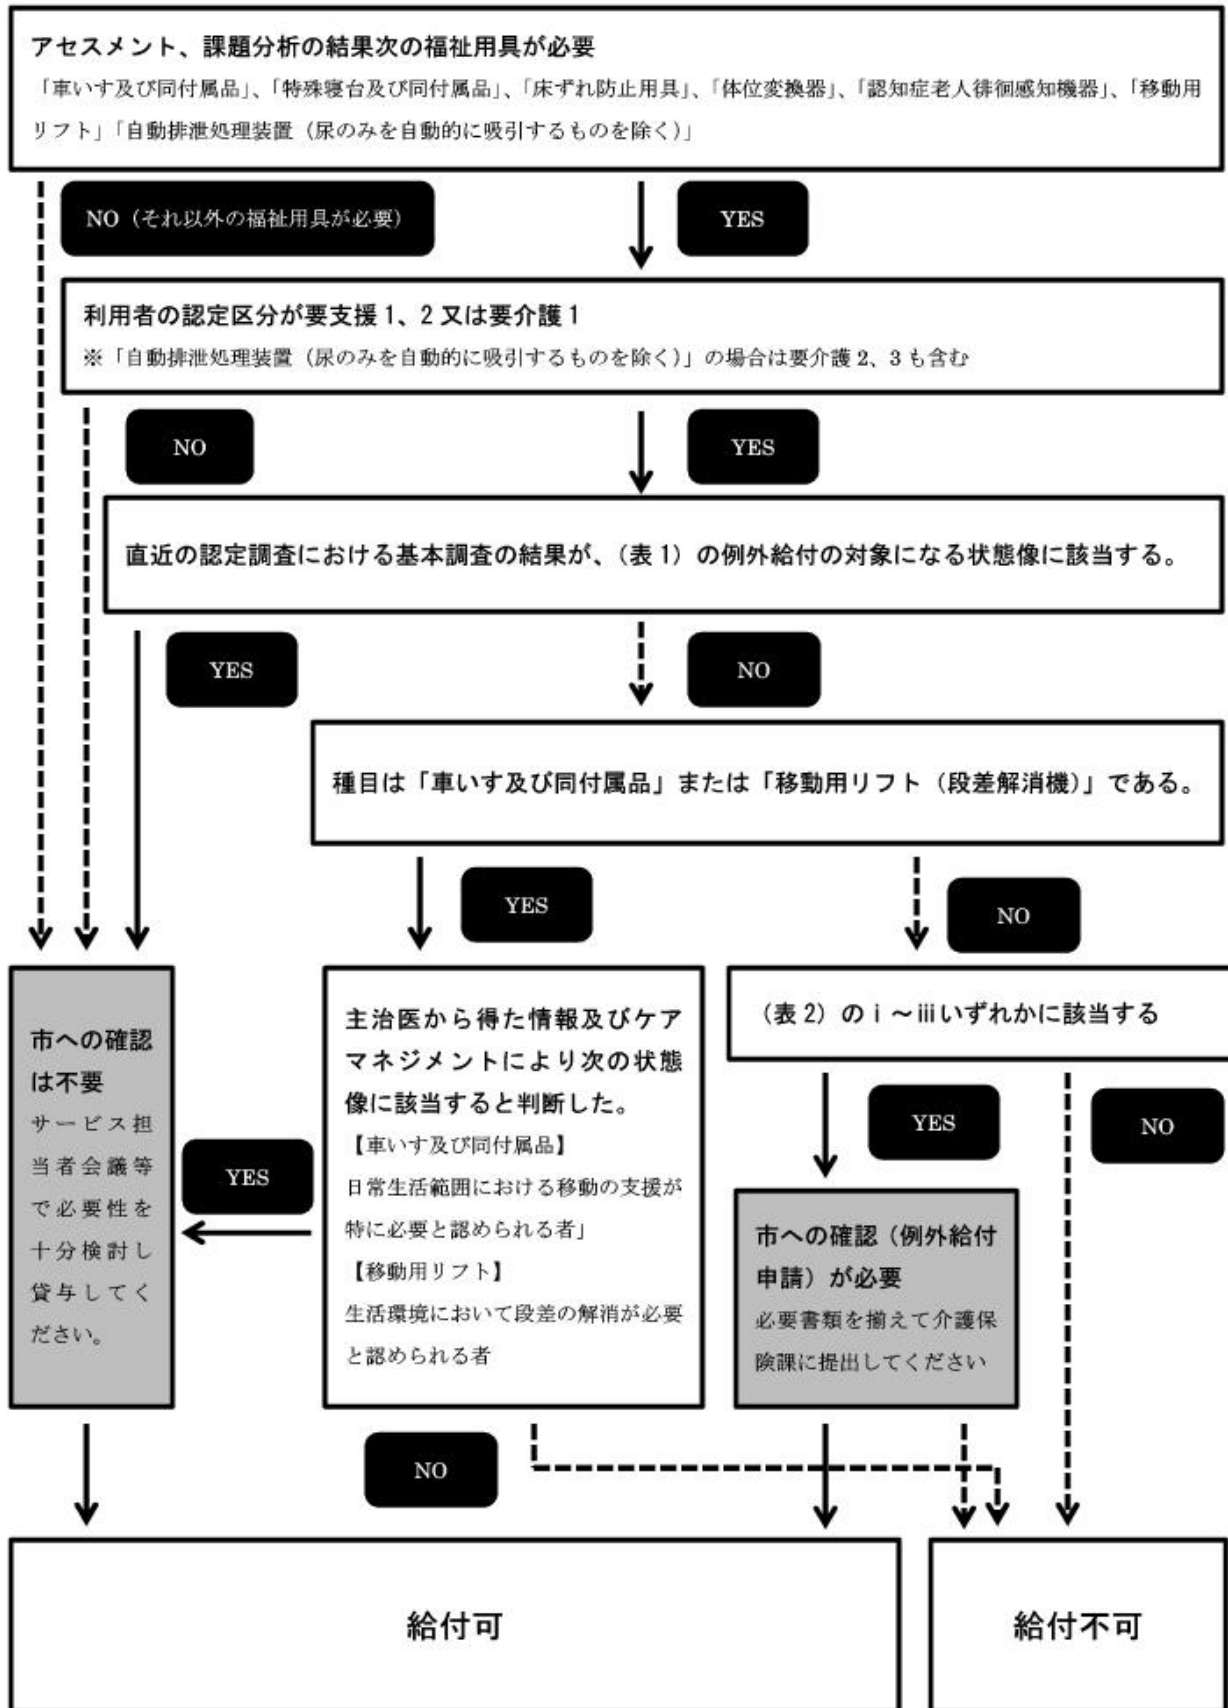 アセスメント、課題分析の結果次の福祉用具が必要
「車いす及び同付属品」、「特殊寝台及び同付属品」、「床ずれ防止用具」、「体位変換器」、「認知症老人徘徊感知機器」、「移動用
リフト」「自動排泄処理装置（尿のみを自動的に吸引するものを除く）」
NO（それ以外の福祉用具が必要）
YES
利用者の認定区分が要支援 1、2 又は要介護 1
※「自動排泄処理装置（尿のみを自動的に吸引するものを除く）」の場合は要介護 2、3 も含む
NO
YES
直近の認定調査における基本調査の結果が、（表 1）の例外給付の対象になる状態像に該当する。
YES
NO
種目は「車いす及び同付属品」または「移動用リフト（段差解消機）」である。
YES
NO
市への確認
は不要
サービス担
当者会議等
で必要性を
十分検討し
貸与してく
ださい。
YES
主治医から得た情報及びケア
マネジメントにより次の状態
像に該当すると判断した。
【車いす及び同付属品】
日常生活範囲における移動の支援が
特に必要と認められる者」
【移動用リフト】
生活環境において段差の解消が必要
と認められる者
（表 2）の ⅰ～ⅲいずれかに該当する
YES
NO
市への確認（例外給付
申請）が必要
必要書類を揃えて介護保
険課に提出してください
NO
給付可
給付不可